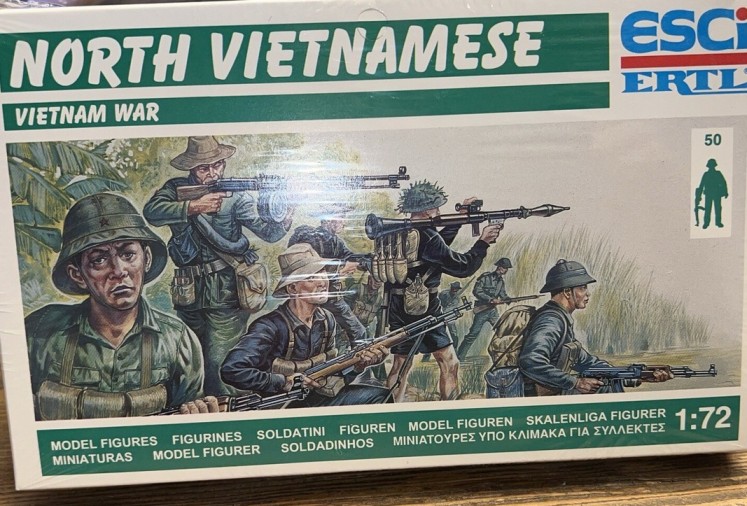 NORTH VIETNAMESE
VIETNAM WAR
ESCI
ERTL
50
MODEL FIGURES FIGURINES SOLDATINI FIGUREN MODEL FIGUREN SKALENLIGA FIGURER
MINIATURAS MODEL FIGURER SOLDADINHOS ΜΙΝΙΑΤΟΥΡΕΣ ΥΠΟ ΚΛΙΜΑΚΑ ΓΙΑ ΣΥΛΛΕΚΤΕΣ
1:72